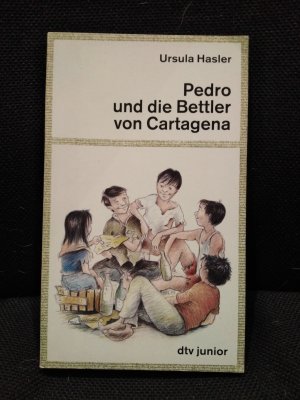 Ursula Hasler
Pedro
und die Bettler
von Cartagena
dtv junior